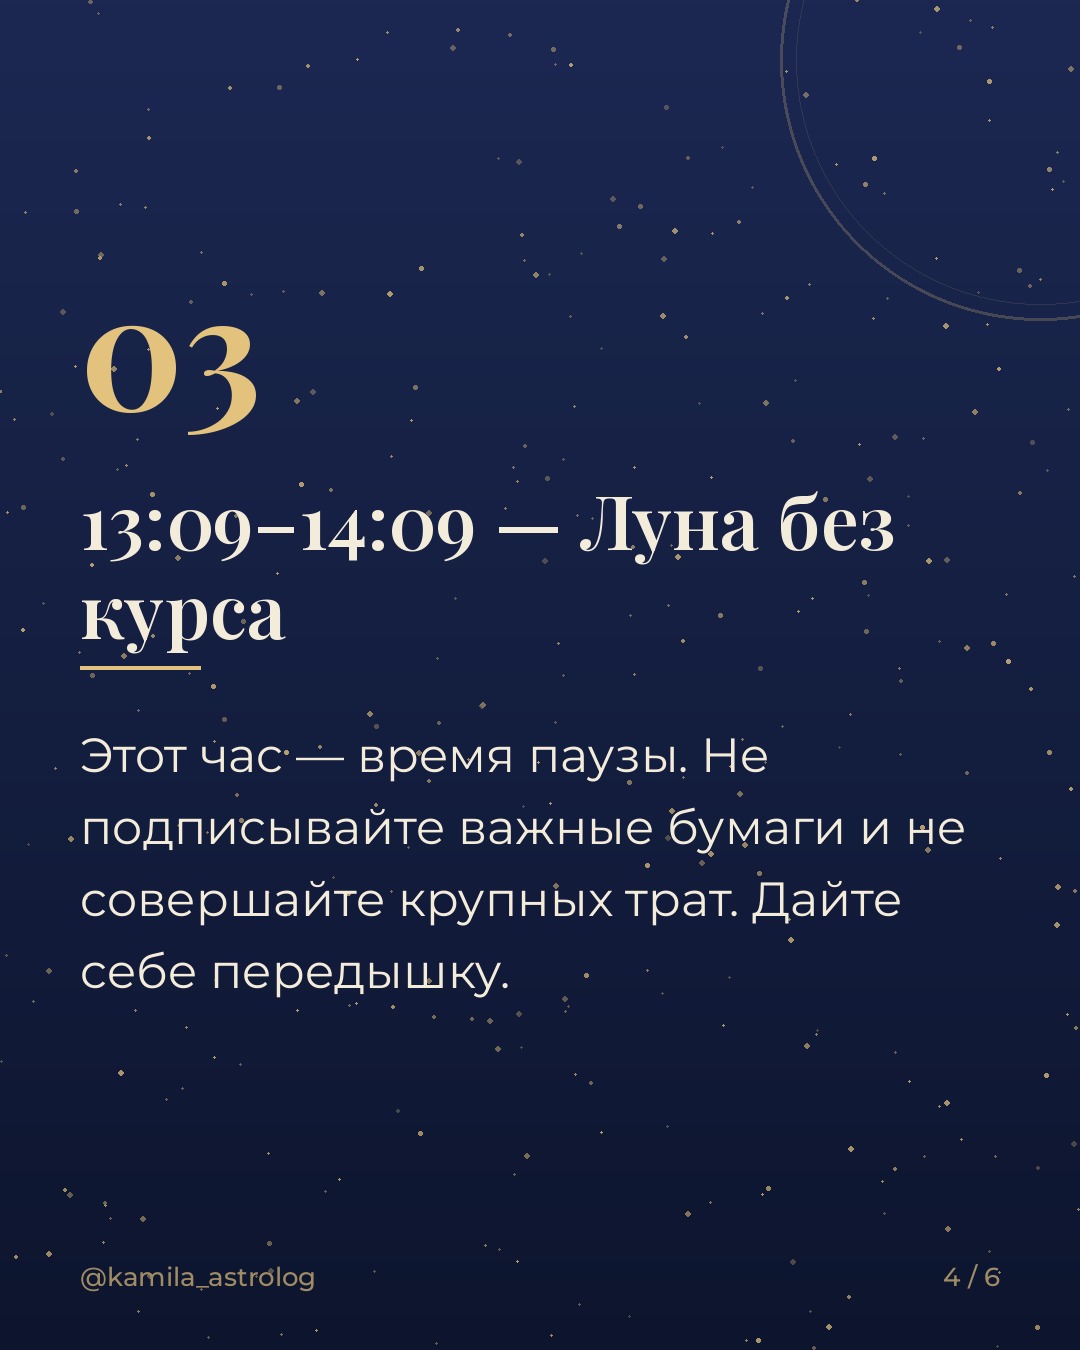 03
13:09–14:09 — Луна без
курса
Этот час — время паузы. Не
подписывайте важные бумаги и не
совершайте крупных трат. Дайте
себе передышку.
@kamila_astrolog
4 / 6